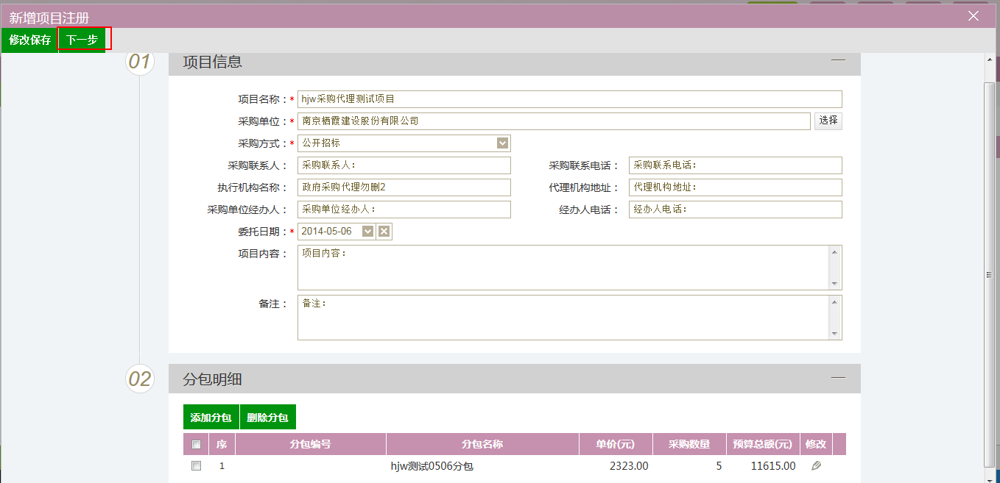 新增项目注册
修改保存 下一步
01 项目信息
项目名称：* hjw采购代理测试项目
采购单位：* 南京栖霞建设股份有限公司 选择
采购方式：* 公开招标
采购联系人： 采购联系人： 采购联系电话： 采购联系电话：
执行机构名称： 政府采购代理勿删2 代理机构地址： 代理机构地址：
采购单位经办人： 采购单位经办人： 经办人电话： 经办人电话：
委托日期：* 2014-05-06
项目内容： 项目内容：
备注： 备注：
02 分包明细
添加分包 删除分包
序 分包编号 分包名称 单价(元) 采购数量 预算总额(元) 修改
1 hjw测试0506分包 2323.00 5 11615.00